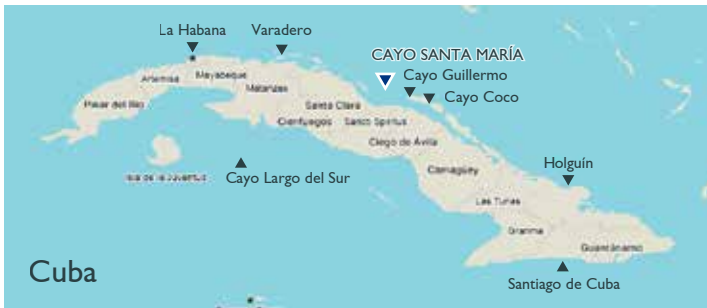 La Habana
Varadero
CAYO SANTA MARÍA
Cayo Guillermo
Cayo Coco
Artemisa
Mayabeque
Matanzas
Pinar del Río
Santa Clara
Cienfuegos
Sancti Spíritus
Ciego de Ávila
Isla de la Juventud
Cayo Largo del Sur
Camagüey
Holguín
Las Tunas
Granma
Guantánamo
Cuba
Santiago de Cuba